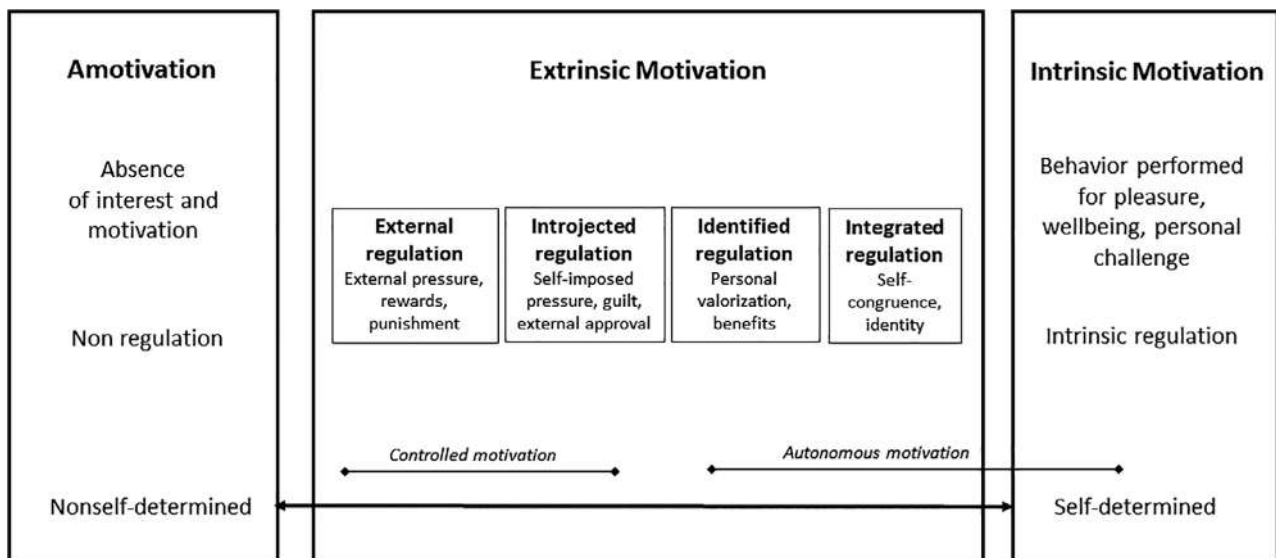 Amotivation
Absence
of interest and
motivation
Non regulation
Nonself-determined
Extrinsic Motivation
External
regulation
External pressure,
rewards,
punishment
Introjected
regulation
Self-imposed
pressure, guilt,
external approval
Identified
regulation
Personal
valorization,
benefits
Integrated
regulation
Self-
congruence,
identity
Controlled motivation
Autonomous motivation
Intrinsic Motivation
Behavior performed
for pleasure,
wellbeing, personal
challenge
Intrinsic regulation
Self-determined